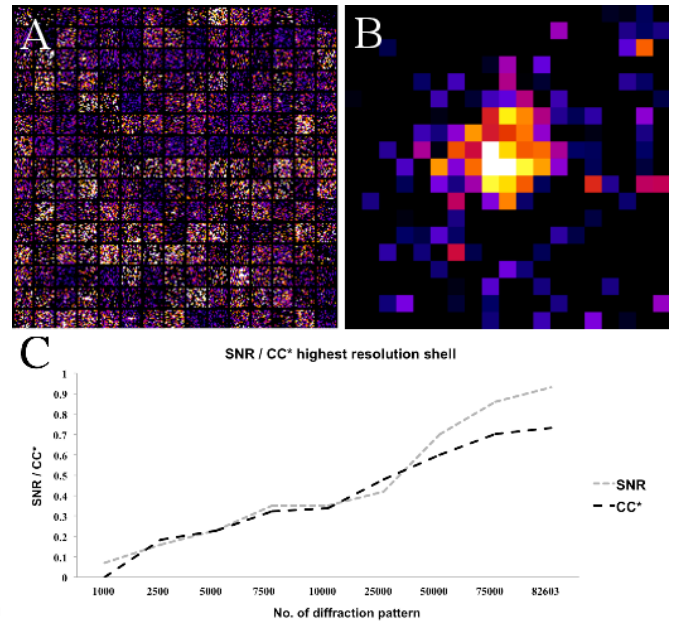 A
B
C
SNR / CC* highest resolution shell
1
0.9
0.8
0.7
0.6
0.5
0.4
0.3
0.2
0.1
0
SNR / CC*
SNR
CC*
1000 2500 5000 7500 10000 25000 50000 75000 82603
No. of diffraction pattern